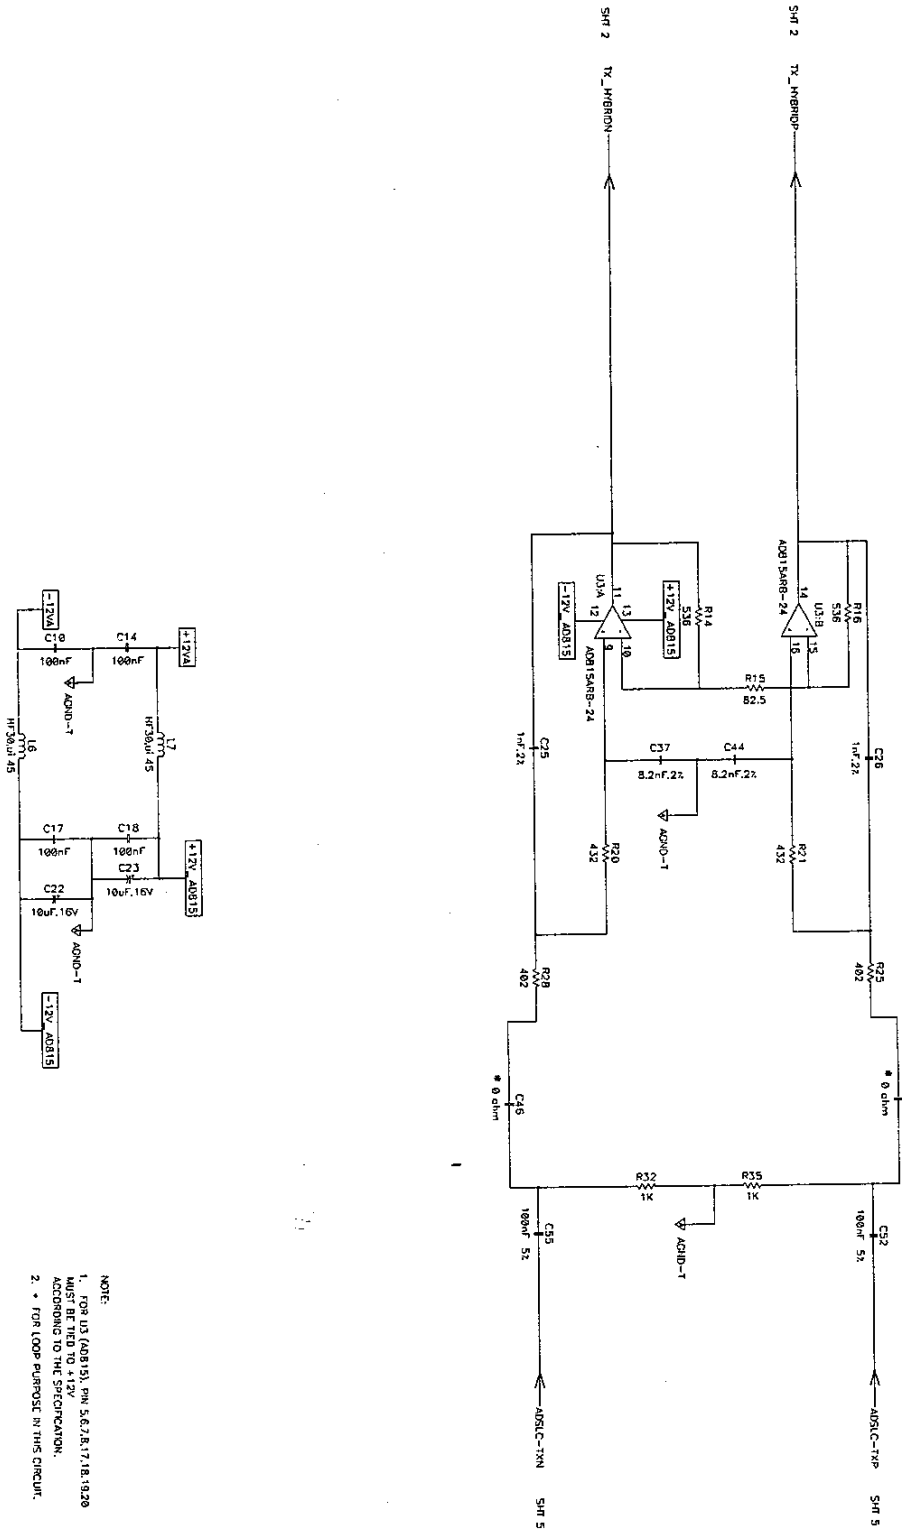 SHT 2
TX_HYBRIDP
SHT 2
TX_HYBRIDN
R16
536
AD815ARB-24
U3:B
14
15
16
R15
82.5
C26
1nF,2%
R14
536
+12V_AD815
U3:A
11
13
12
10
9
-12V_AD815
AD815ARB-24
C25
1nF,2%
C37
8.2nF,2%
C44
8.2nF,2%
AGND-T
R21
432
R20
432
R25
402
R28
402
* 0 ohm
C46
* 0 ohm
R32
1K
R35
1K
AGND-T
C52
100nF 5%
C55
100nF 5%
ADSLC-TXP
SHT 5
ADSLC-TXN
SHT 5
+12VA
-12VA
C10
100nF
C14
100nF
AGND-T
L7
HF30,ui 45
L6
HF30,ui 45
C17
100nF
C18
100nF
C23
10uF,16V
C22
10uF,16V
AGND-T
+12V_AD815
-12V_AD815
NOTE:
1. FOR U3 (AD815), PIN 5,6,7,8,17,18,19,20
MUST BE TIED TO +12V
ACCORDING TO THE SPECIFICATION.
2. * FOR LOOP PURPOSE IN THIS CIRCUIT.